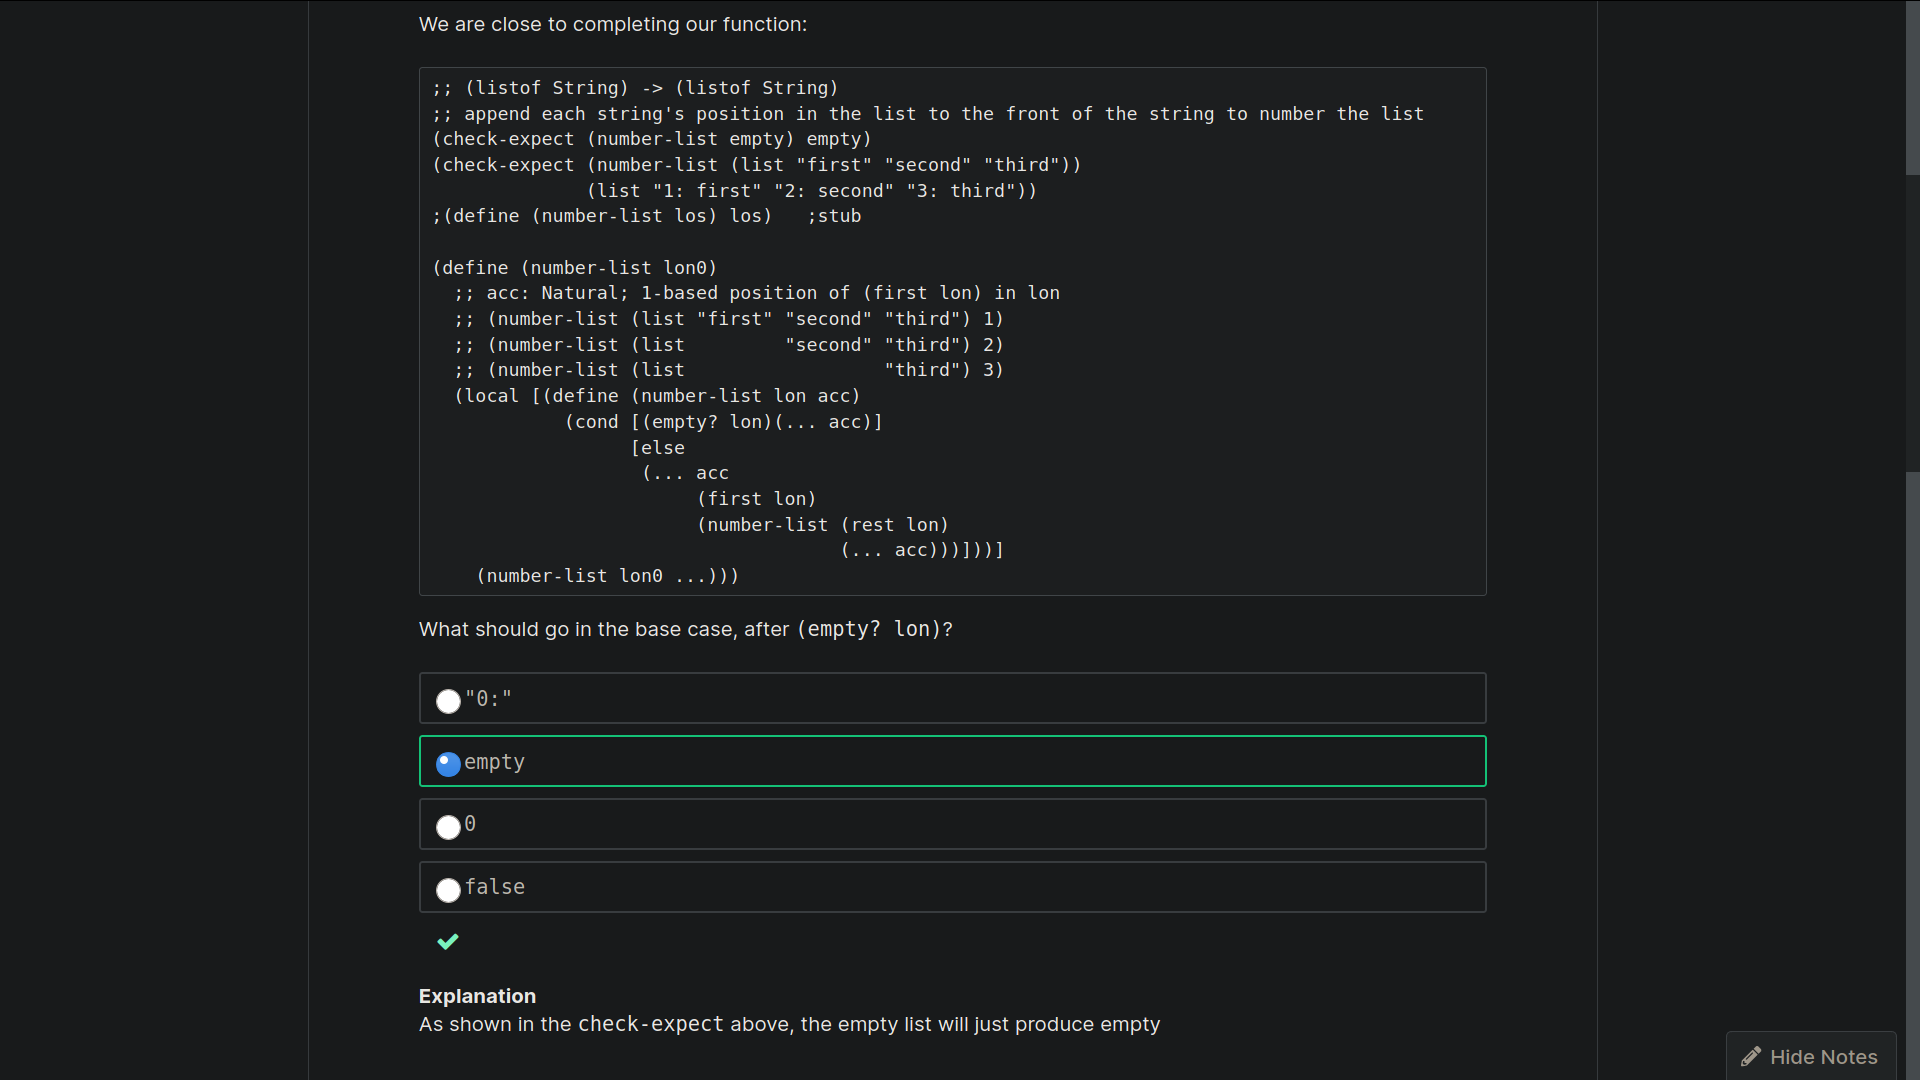 We are close to completing our function:
;; (listof String) -> (listof String)
;; append each string's position in the list to the front of the string to number the list
(check-expect (number-list empty) empty)
(check-expect (number-list (list "first" "second" "third"))
              (list "1: first" "2: second" "3: third"))
;(define (number-list los) los)   ;stub
(define (number-list lon0)
  ;; acc: Natural; 1-based position of (first lon) in lon
  ;; (number-list (list "first" "second" "third") 1)
  ;; (number-list (list         "second" "third") 2)
  ;; (number-list (list                  "third") 3)
  (local [(define (number-list lon acc)
            (cond [(empty? lon)(... acc)]
                  [else
                   (... acc
                        (first lon)
                        (number-list (rest lon)
                                     (... acc)))]))]
    (number-list lon0 ...)))
What should go in the base case, after (empty? lon)?
"0:"
empty
0
false
Explanation
As shown in the check-expect above, the empty list will just produce empty
Hide Notes